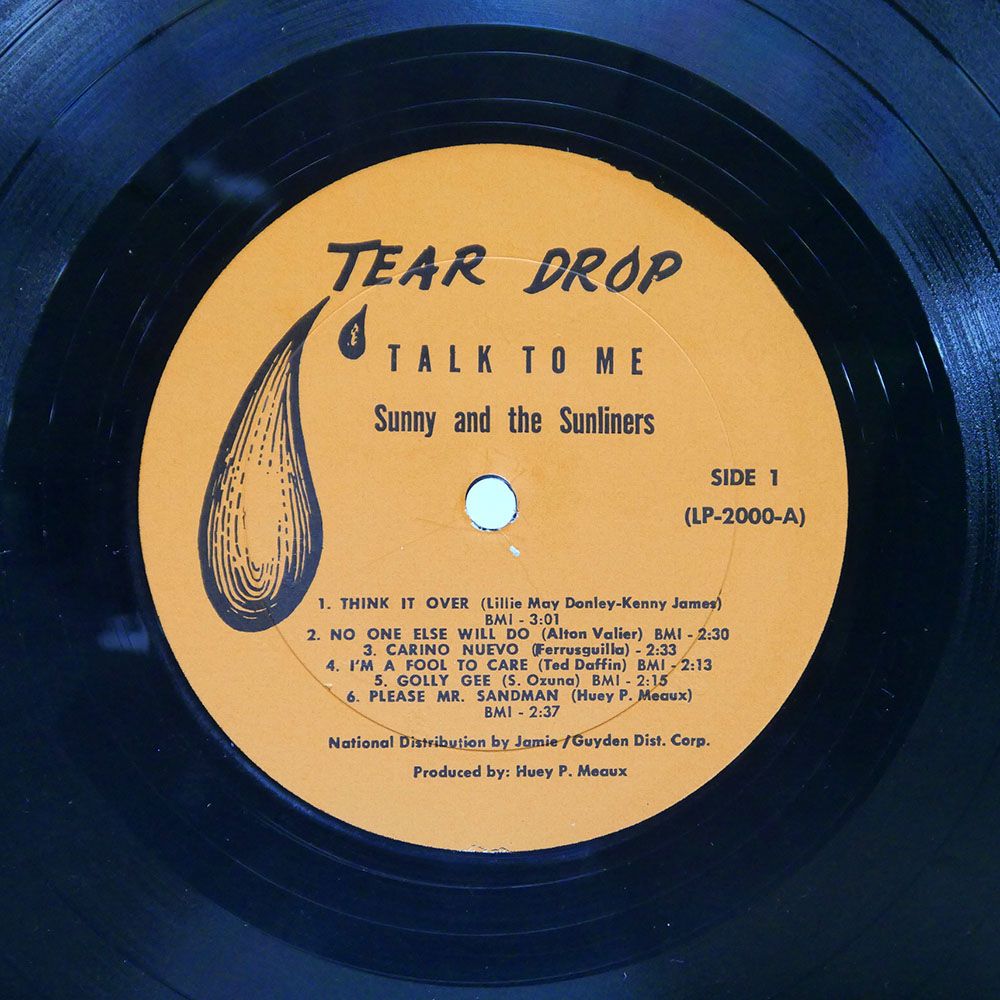 TEAR DROP
TALK TO ME
Sunny and the Sunliners
SIDE 1
(LP-2000-A)
1. THINK IT OVER (Lillie May Donley-Kenny James)
BMI - 3:01
2. NO ONE ELSE WILL DO (Alton Valier) BMI - 2:30
3. CARINO NUEVO (Ferrusguilla) - 2:33
4. I'M A FOOL TO CARE (Ted Daffin) BMI - 2:13
5. GOLLY GEE (S. Ozuna) BMI - 2:15
6. PLEASE MR. SANDMAN (Huey P. Meaux)
BMI - 2:37
National Distribution by Jamie/Guyden Dist. Corp.
Produced by: Huey P. Meaux